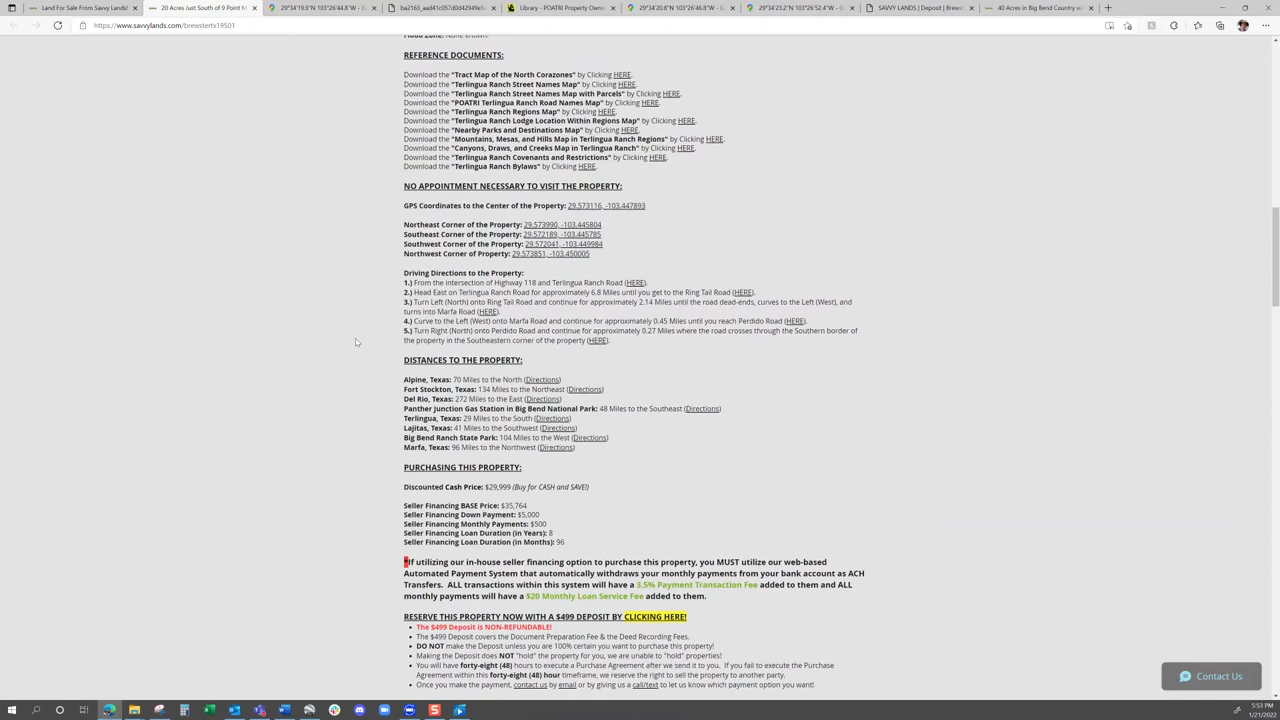 Land For Sale From Savvy Lands!
20 Acres Just South of 9 Point M
29°34'19.9"N 103°26'44.8"W - G
ba2163_aad41c057d0d42949c6
Library - POATRI Property Owne
29°34'20.8"N 103°26'44.8"W - G
29°34'23.2"N 103°26'52.4"W - G
SAVVY LANDS | Deposit | Brews
40 Acres in Big Bend Country w
https://www.savvylands.com/brewstertx19501
Flood Zone: None shown.
REFERENCE DOCUMENTS:
Download the "Tract Map of the North Corazones" by Clicking HERE.
Download the "Terlingua Ranch Street Names Map" by Clicking HERE.
Download the "Terlingua Ranch Street Names Map with Parcels" by Clicking HERE.
Download the "POATRI Terlingua Ranch Road Names Map" by Clicking HERE.
Download the "Terlingua Ranch Regions Map" by Clicking HERE.
Download the "Terlingua Ranch Lodge Location Within Regions Map" by Clicking HERE.
Download the "Nearby Parks and Destinations Map" by Clicking HERE.
Download the "Mountains, Mesas, and Hills Map in Terlingua Ranch Regions" by Clicking HERE.
Download the "Canyons, Draws, and Creeks Map in Terlingua Ranch" by Clicking HERE.
Download the "Terlingua Ranch Covenants and Restrictions" by Clicking HERE.
Download the "Terlingua Ranch Bylaws" by Clicking HERE.
NO APPOINTMENT NECESSARY TO VISIT THE PROPERTY:
GPS Coordinates to the Center of the Property: 29.573116, -103.447893
Northeast Corner of the Property: 29.573990, -103.445804
Southeast Corner of the Property: 29.572189, -103.445785
Southwest Corner of the Property: 29.572041, -103.449984
Northwest Corner of Property: 29.573851, -103.450005
Driving Directions to the Property:
1.) From the intersection of Highway 118 and Terlingua Ranch Road (HERE).
2.) Head East on Terlingua Ranch Road for approximately 6.8 Miles until you get to the Ring Tail Road (HERE).
3.) Turn Left (North) onto Ring Tail Road and continue for approximately 2.14 Miles until the road dead-ends, curves to the Left (West), and
turns into Marfa Road (HERE).
4.) Curve to the Left (West) onto Marfa Road and continue for approximately 0.45 Miles until you reach Perdido Road (HERE).
5.) Turn Right (North) onto Perdido Road and continue for approximately 0.27 Miles where the road crosses through the Southern border of
the property in the Southeastern corner of the property (HERE).
DISTANCES TO THE PROPERTY:
Alpine, Texas: 70 Miles to the North (Directions)
Fort Stockton, Texas: 134 Miles to the Northeast (Directions)
Del Rio, Texas: 272 Miles to the East (Directions)
Panther Junction Gas Station in Big Bend National Park: 48 Miles to the Southeast (Directions)
Terlingua, Texas: 29 Miles to the South (Directions)
Lajitas, Texas: 41 Miles to the Southwest (Directions)
Big Bend Ranch State Park: 104 Miles to the West (Directions)
Marfa, Texas: 96 Miles to the Northwest (Directions)
PURCHASING THIS PROPERTY:
Discounted Cash Price: $29,999 (Buy for CASH and SAVE!)
Seller Financing BASE Price: $35,764
Seller Financing Down Payment: $5,000
Seller Financing Monthly Payments: $500
Seller Financing Loan Duration (in Years): 8
Seller Financing Loan Duration (in Months): 96
*If utilizing our in-house seller financing option to purchase this property, you MUST utilize our web-based
Automated Payment System that automatically withdraws your monthly payments from your bank account as ACH
Transfers. ALL transactions within this system will have a 3.5% Payment Transaction Fee added to them and ALL
monthly payments will have a $20 Monthly Loan Service Fee added to them.
RESERVE THIS PROPERTY NOW WITH A $499 DEPOSIT BY CLICKING HERE!
• The $499 Deposit is NON-REFUNDABLE!
• The $499 Deposit covers the Document Preparation Fee & the Deed Recording Fees.
• DO NOT make the Deposit unless you are 100% certain you want to purchase this property!
• Making the Deposit does NOT "hold" the property for you, we are unable to "hold" properties!
• You will have forty-eight (48) hours to execute a Purchase Agreement after we send it to you. If you fail to execute the Purchase
Agreement within this forty-eight (48) hour timeframe, we reserve the right to sell the property to another party.
• Once you make the payment, contact us by email or by giving us a call/text to let us know which payment option you want!
Contact Us
5:53 PM
1/21/2022